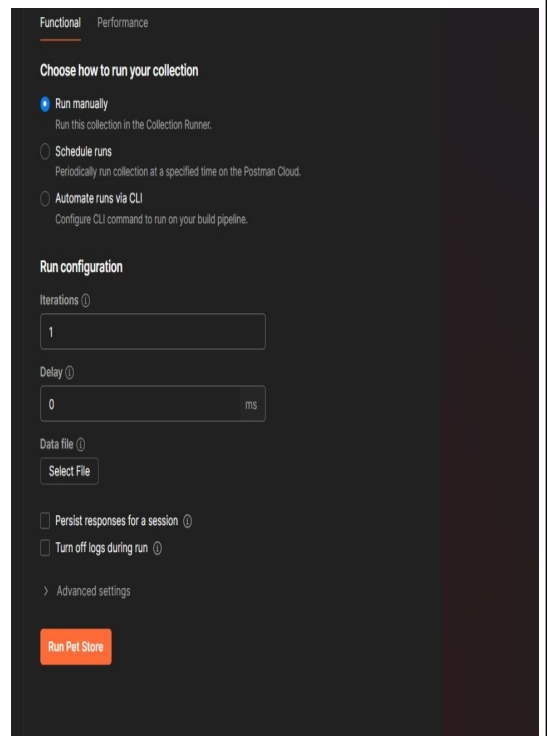 Functional Performance
Choose how to run your collection
Run manually
Run this collection in the Collection Runner.
Schedule runs
Periodically run collection at a specified time on the Postman Cloud.
Automate runs via CLI
Configure CLI command to run on your build pipeline.
Run configuration
Iterations
1
Delay
0 ms
Data file
Select File
Persist responses for a session
Turn off logs during run
Advanced settings
Run Pet Store